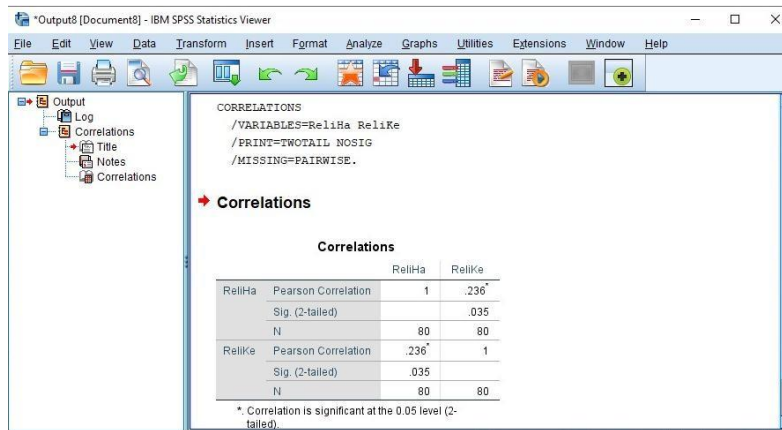 *Output8 [Document8] - IBM SPSS Statistics Viewer
File Edit View Data Transform Insert Format Analyze Graphs Utilities Extensions Window Help
Output
Log
Correlations
Title
Notes
Correlations
CORRELATIONS
/VARIABLES=ReliHa ReliKe
/PRINT=TWOTAIL NOSIG
/MISSING=PAIRWISE.
Correlations
Correlations
ReliHa ReliKe
ReliHa Pearson Correlation 1 .236*
Sig. (2-tailed) .035
N 80 80
ReliKe Pearson Correlation .236* 1
Sig. (2-tailed) .035
N 80 80
*. Correlation is significant at the 0.05 level (2-
tailed).